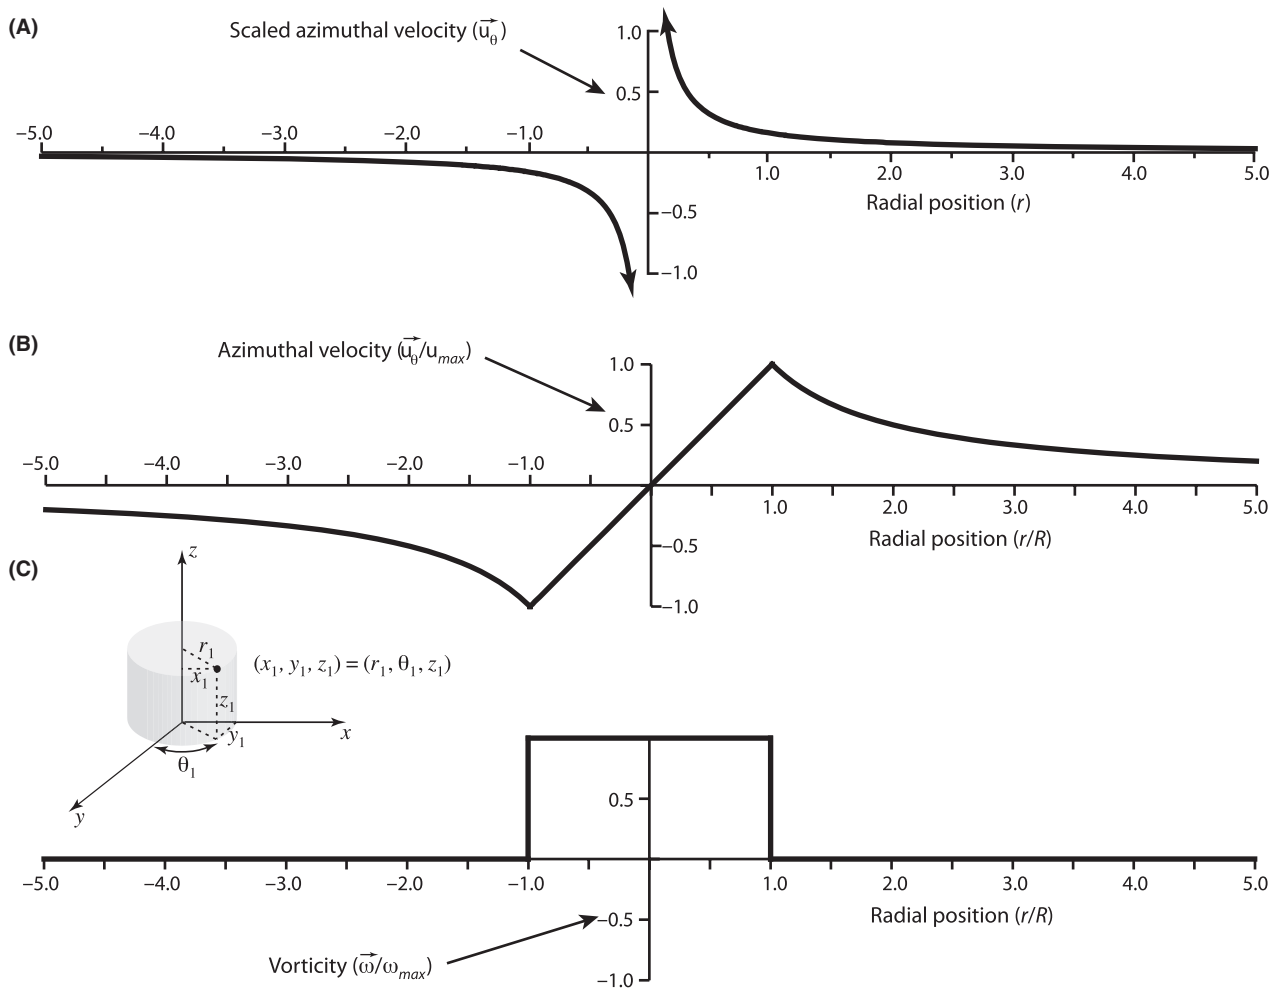 (A)
Scaled azimuthal velocity (u⃗θ)
1.0
0.5
−5.0 −4.0 −3.0 −2.0 −1.0
1.0 2.0 3.0 4.0 5.0
Radial position (r)
−0.5
−1.0
(B)
Azimuthal velocity (u⃗θ/umax)
1.0
0.5
−5.0 −4.0 −3.0 −2.0 −1.0
1.0 2.0 3.0 4.0 5.0
Radial position (r/R)
−0.5
−1.0
(C)
z
r1
(x1, y1, z1) = (r1, θ1, z1)
x1
z1
x
y1
θ1
y
0.5
−5.0 −4.0 −3.0 −2.0 −1.0 1.0 2.0 3.0 4.0 5.0
Radial position (r/R)
−0.5
Vorticity (ω⃗/ωmax)
−1.0